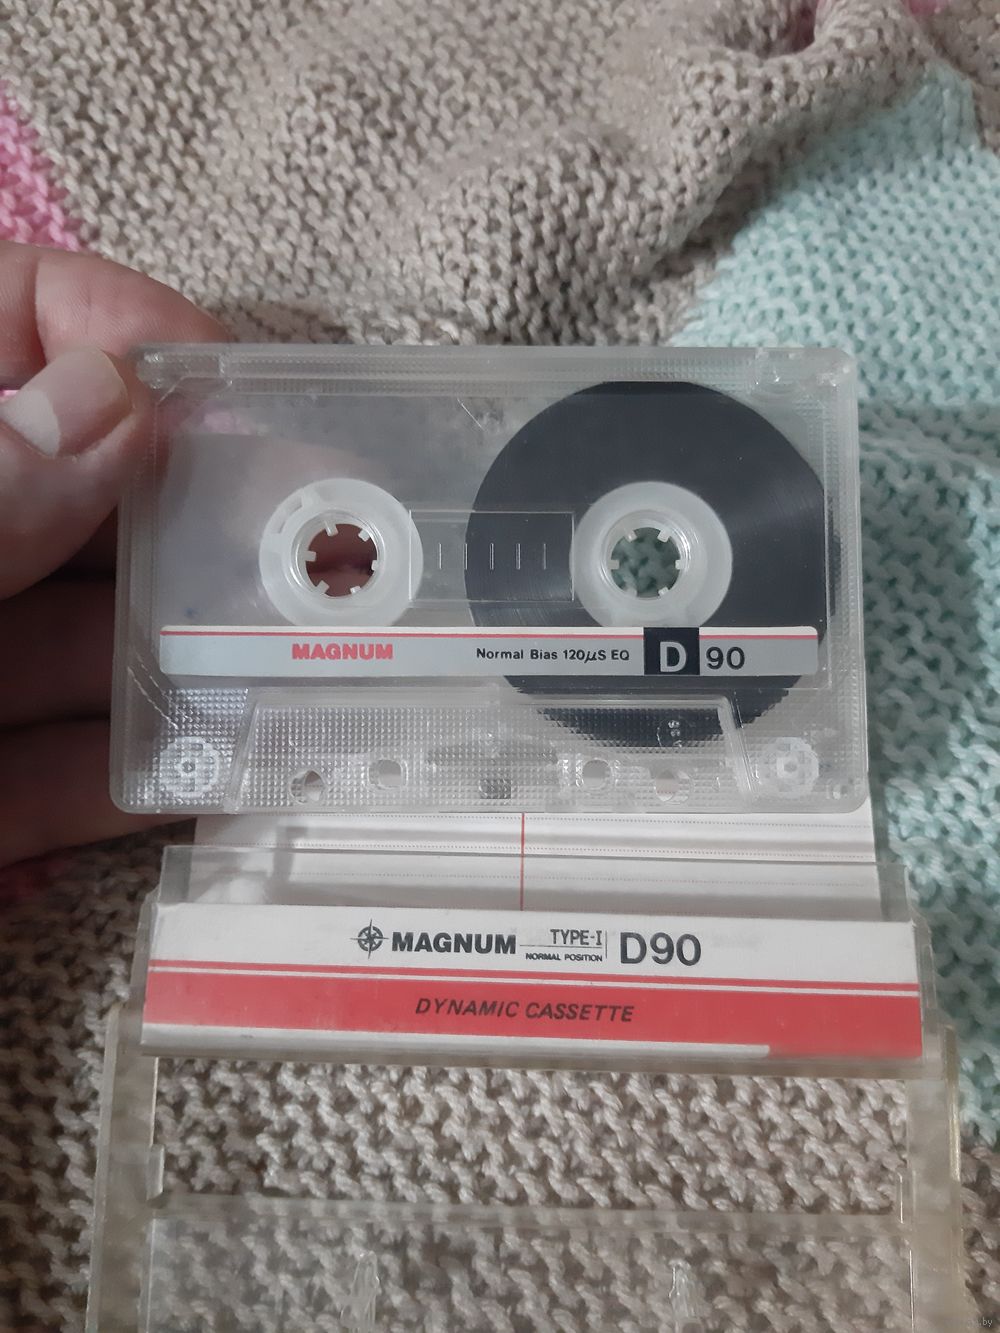 MAGNUM Normal Bias 120µS EQ D 90
MAGNUM TYPE-I NORMAL POSITION D90
DYNAMIC CASSETTE